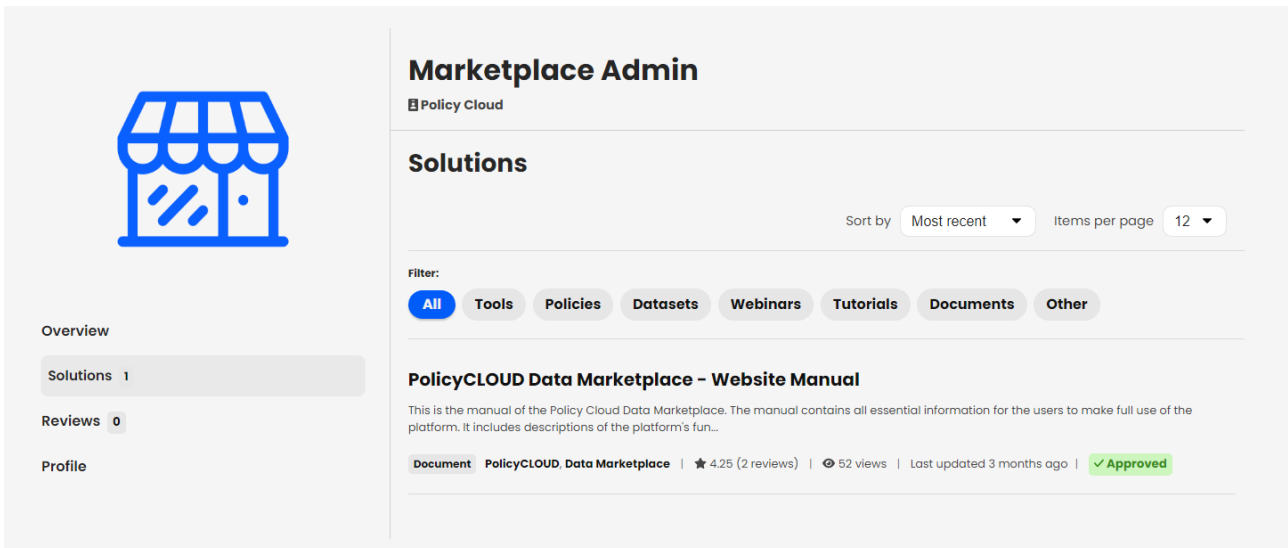 Marketplace Admin
Policy Cloud
Solutions
Sort by Most recent Items per page 12
Filter:
All Tools Policies Datasets Webinars Tutorials Documents Other
Overview
Solutions 1
Reviews 0
Profile
PolicyCLOUD Data Marketplace - Website Manual
This is the manual of the Policy Cloud Data Marketplace. The manual contains all essential information for the users to make full use of the
platform. It includes descriptions of the platform's fun...
Document PolicyCLOUD, Data Marketplace | 4.25 (2 reviews) | 52 views | Last updated 3 months ago | Approved